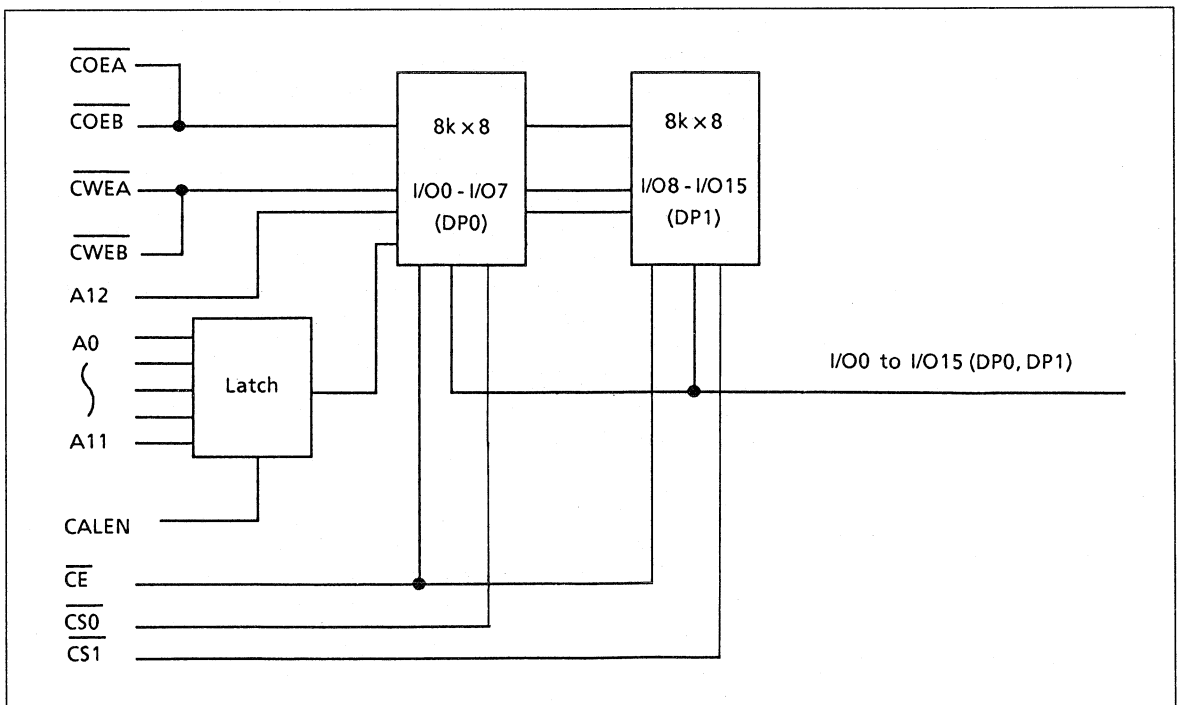 COEA
COEB
CWEA
CWEB
A12
A0
A11
CALEN
CE
CS0
CS1
Latch
8k × 8
I/O0 - I/O7
(DP0)
8k × 8
I/O8 - I/O15
(DP1)
I/O0 to I/O15 (DP0, DP1)